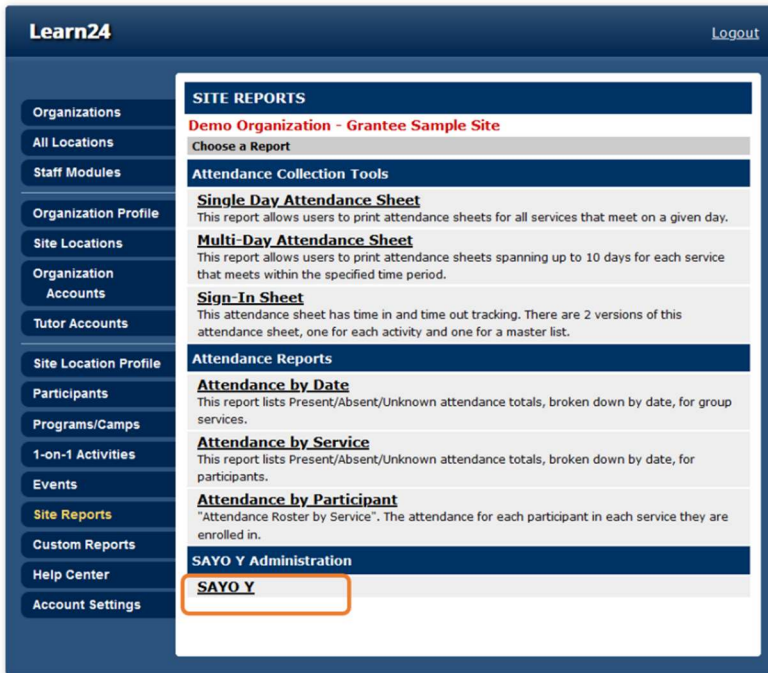 Learn24
Logout
Organizations
All Locations
Staff Modules
Organization Profile
Site Locations
Organization
Accounts
Tutor Accounts
Site Location Profile
Participants
Programs/Camps
1-on-1 Activities
Events
Site Reports
Custom Reports
Help Center
Account Settings
SITE REPORTS
Demo Organization - Grantee Sample Site
Choose a Report
Attendance Collection Tools
Single Day Attendance Sheet
This report allows users to print attendance sheets for all services that meet on a given day.
Multi-Day Attendance Sheet
This report allows users to print attendance sheets spanning up to 10 days for each service
that meets within the specified time period.
Sign-In Sheet
This attendance sheet has time in and time out tracking. There are 2 versions of this
attendance sheet, one for each activity and one for a master list.
Attendance Reports
Attendance by Date
This report lists Present/Absent/Unknown attendance totals, broken down by date, for group
services.
Attendance by Service
This report lists Present/Absent/Unknown attendance totals, broken down by date, for
participants.
Attendance by Participant
"Attendance Roster by Service". The attendance for each participant in each service they are
enrolled in.
SAYO Y Administration
SAYO Y